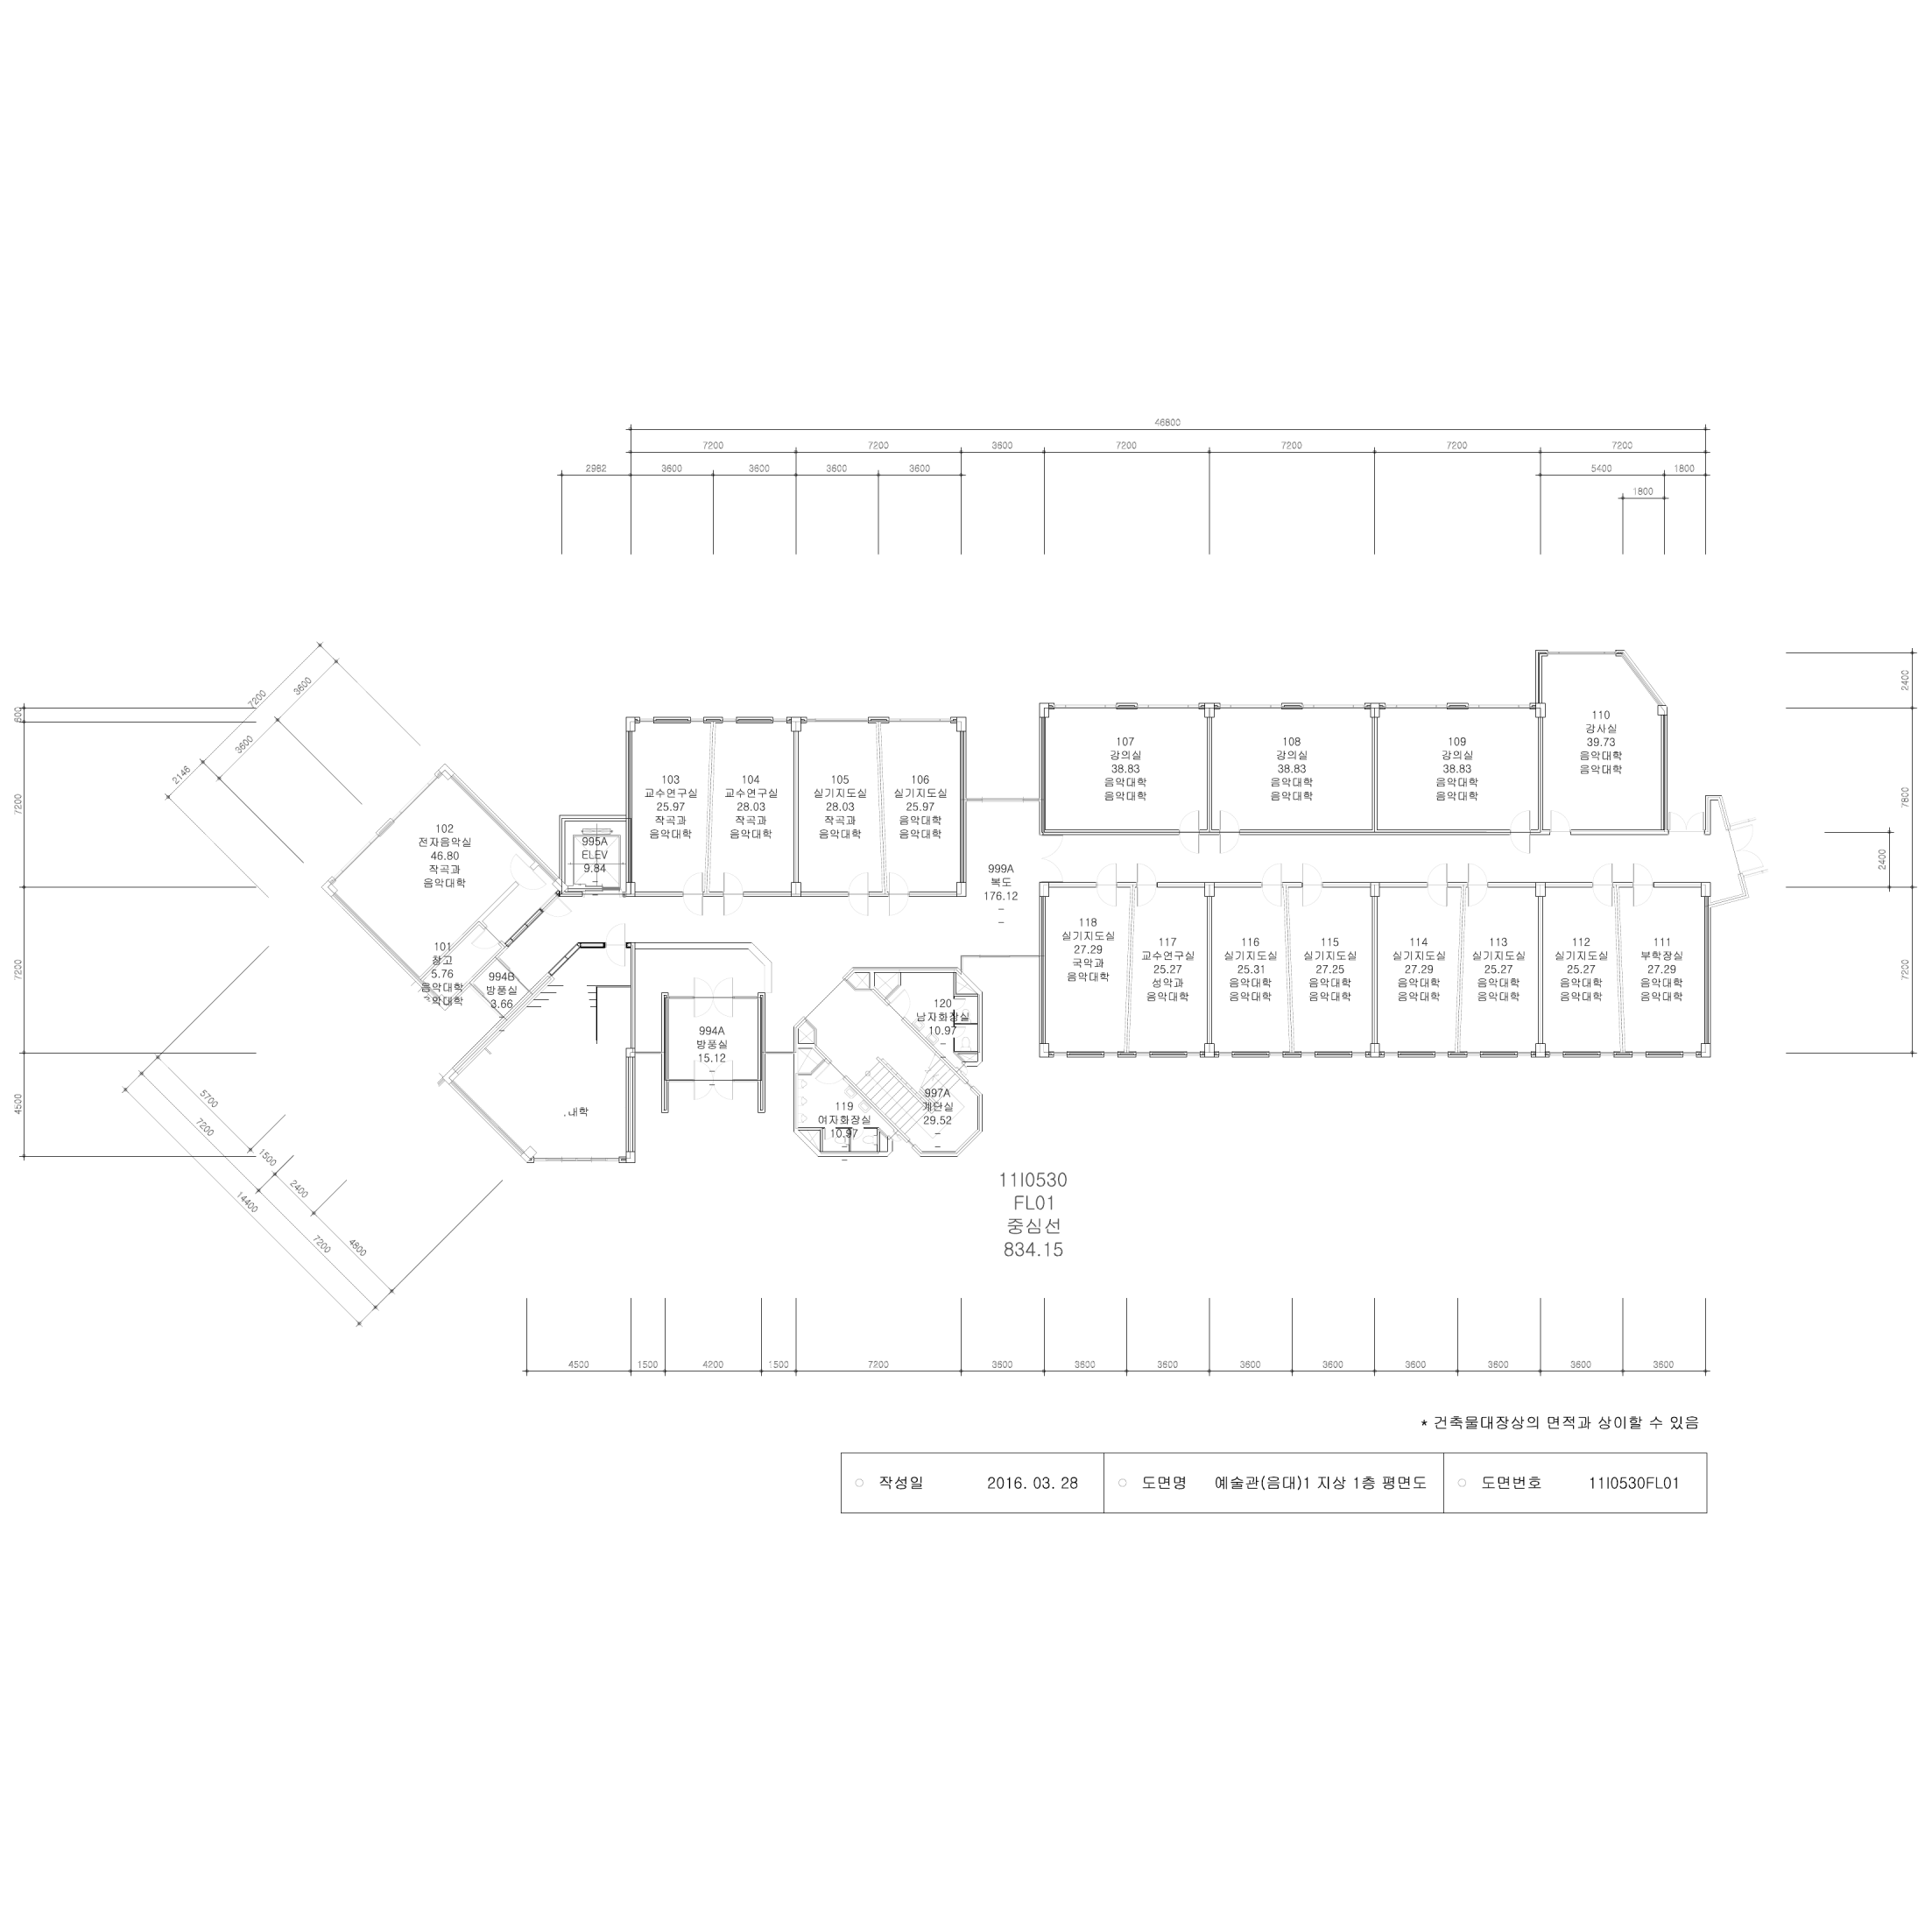 46800
7200
7200
3600
7200
7200
7200
7200
2982
3600
3600
3600
3600
5400
1800
1800
600
7200
7200
4500
7200
3600
3600
2146
2400
7800
2400
7200
102
전자음악실
46.80
작곡과
음악대학
995A
ELEV
9.84
103
교수연구실
25.97
작곡과
음악대학
104
교수연구실
28.03
작곡과
음악대학
105
실기지도실
28.03
작곡과
음악대학
106
실기지도실
25.97
음악대학
음악대학
107
강의실
38.83
음악대학
음악대학
108
강의실
38.83
음악대학
음악대학
109
강의실
38.83
음악대학
음악대학
110
강사실
39.73
음악대학
음악대학
999A
복도
176.12
101
창고
5.76
음악대학
음악대학
994B
방풍실
3.66
994A
방풍실
15.12
대학
119
여자화장실
10.97
120
남자화장실
10.97
997A
계단실
29.52
118
실기지도실
27.29
국악과
음악대학
117
교수연구실
25.27
성악과
음악대학
116
실기지도실
25.31
음악대학
음악대학
115
실기지도실
27.25
음악대학
음악대학
114
실기지도실
27.29
음악대학
음악대학
113
실기지도실
25.27
음악대학
음악대학
112
실기지도실
25.27
음악대학
음악대학
111
부학장실
27.29
음악대학
음악대학
5700
7200
1500
2400
14400
7200
4800
11I0530
FL01
중심선
834.15
4500
1500
4200
1500
7200
3600
3600
3600
3600
3600
3600
3600
3600
3600
* 건축물대장상의 면적과 상이할 수 있음
작성일 2016. 03. 28
도면명 예술관(음대)1 지상 1층 평면도
도면번호 11I0530FL01